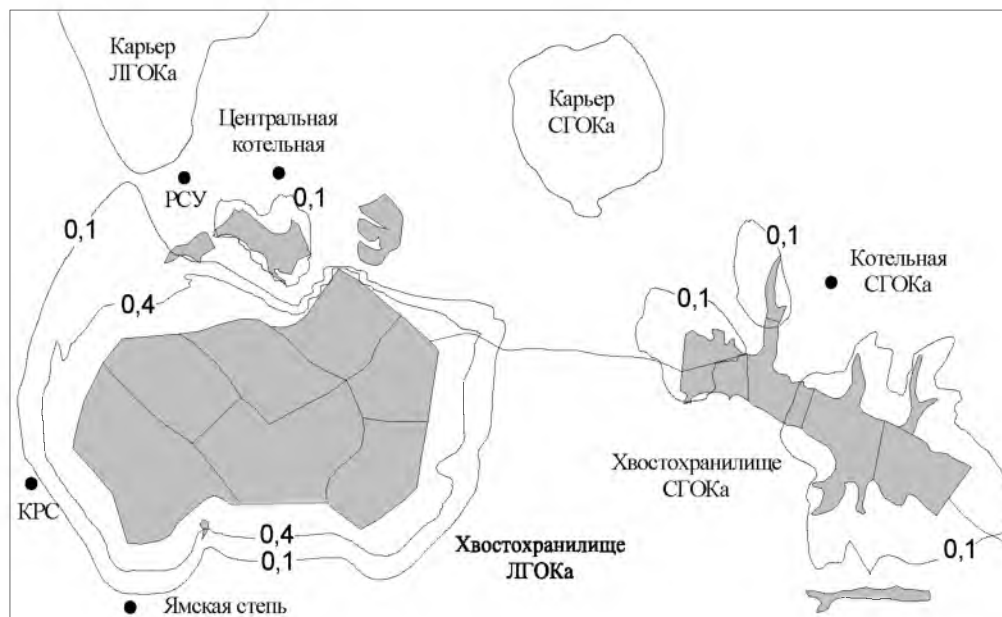 Карьер
ЛГОКа
Карьер
СГОКа
Центральная
котельная
РСУ
0,1
0,1
0,1
Котельная
СГОКа
0,4
0,1
Хвостохранилище
СГОКа
КРС
0,4
0,1
Хвостохранилище
ЛГОКа
0,1
Ямская степь